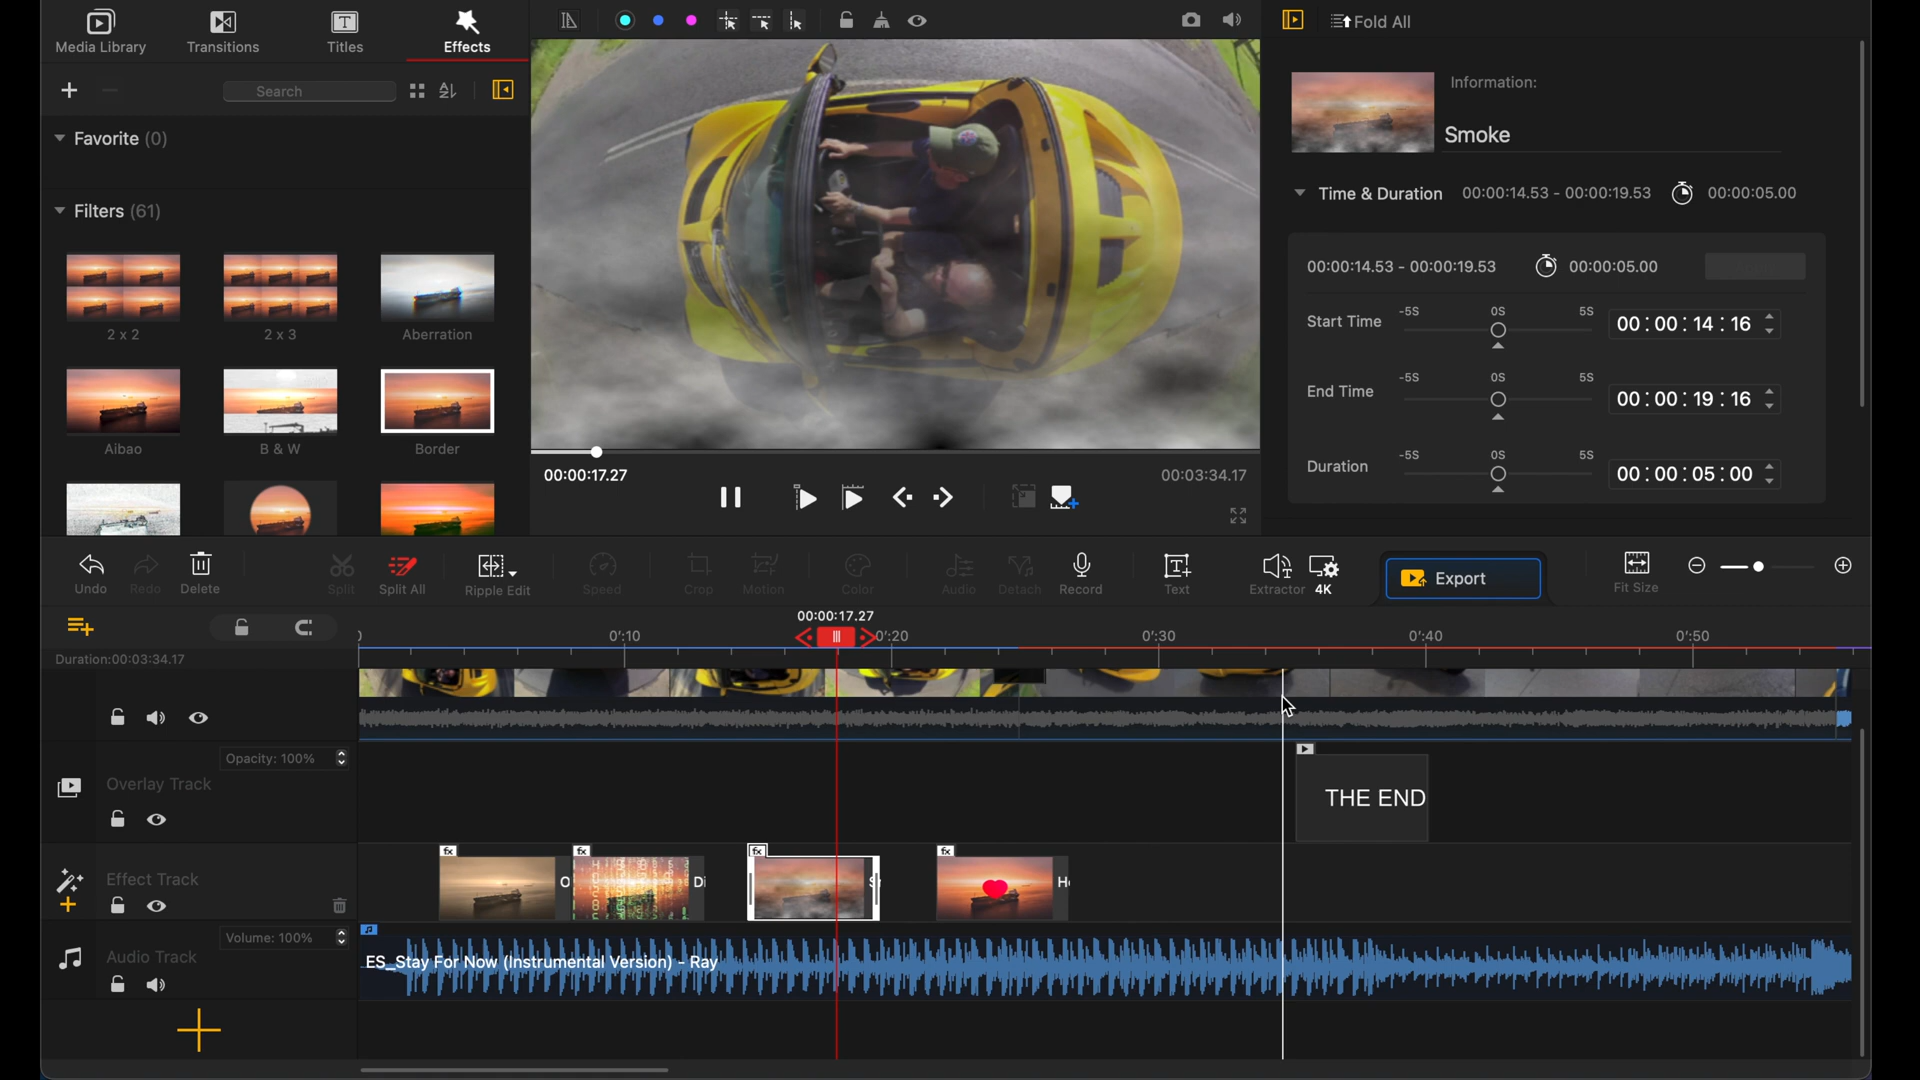 Media Library
Transitions
Titles
Effects
Search
Favorite (0)
Filters (61)
2 x 2
2 x 3
Aberration
Aibao
B & W
Border
00:00:17.27
00:03:34.17
Fold All
Information:
Smoke
Time & Duration 00:00:14.53 - 00:00:19.53 00:00:05.00
00:00:14.53 - 00:00:19.53 00:00:05.00
Start Time -5S 0S 5S 00:00:14:16
End Time -5S 0S 5S 00:00:19:16
Duration -5S 0S 5S 00:00:05:00
Undo
Redo
Delete
Split
Split All
Ripple Edit
Speed
Crop
Motion
Color
Audio
Detach
Record
Text
Extractor
4K
Export
Fit Size
00:00:17.27
0':10
0':20
0':30
0':40
0':50
Duration:00:03:34.17
Opacity: 100%
Overlay Track
THE END
fx
fx
fx
fx
Effect Track
O
Di
H
Volume: 100%
Audio Track
ES_Stay For Now (Instrumental Version) - Ray